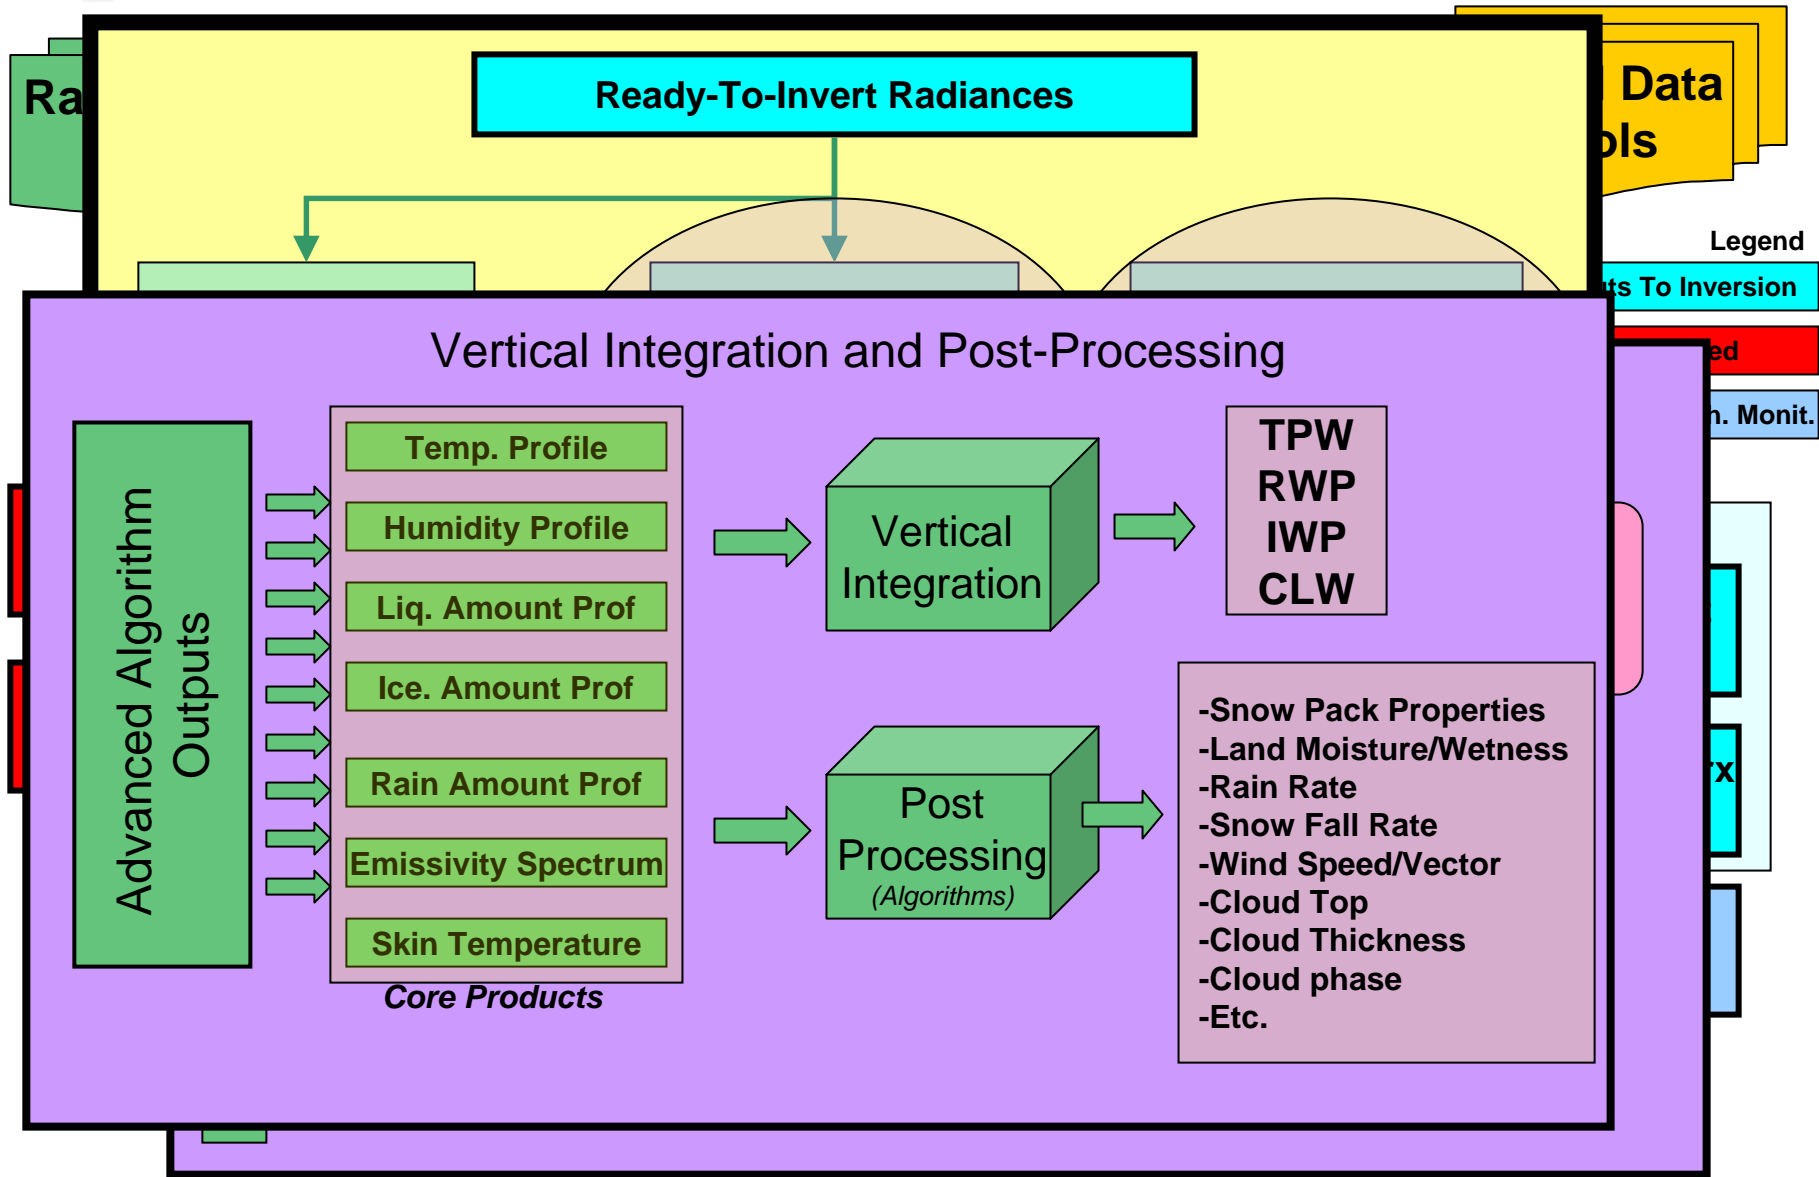 Ready-To-Invert Radiances
Data
Legend
To Inversion
Monit.
Vertical Integration and Post-Processing
Advanced Algorithm
Outputs
Temp. Profile
Humidity Profile
Liq. Amount Prof
Ice. Amount Prof
Rain Amount Prof
Emissivity Spectrum
Skin Temperature
Core Products
Vertical
Integration
TPW
RWP
IWP
CLW
Post
Processing
(Algorithms)
-Snow Pack Properties
-Land Moisture/Wetness
-Rain Rate
-Snow Fall Rate
-Wind Speed/Vector
-Cloud Top
-Cloud Thickness
-Cloud phase
-Etc.